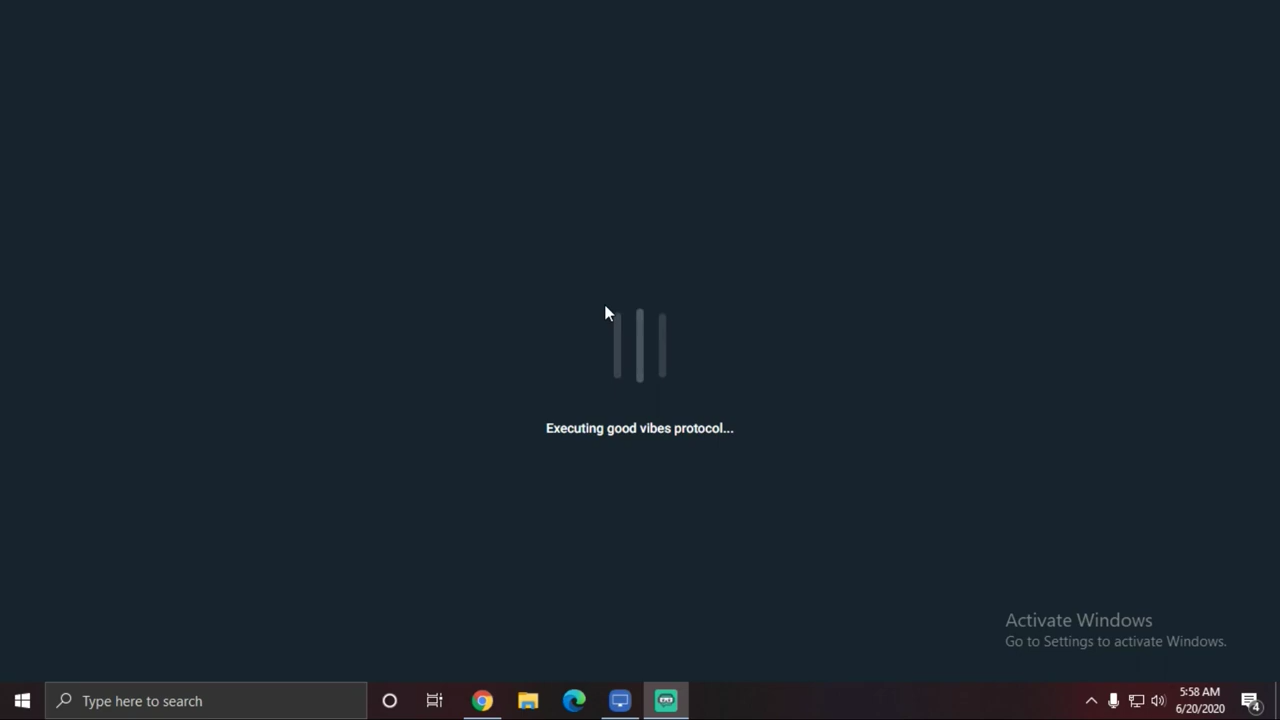 Executing good vibes protocol...
Activate Windows
Go to Settings to activate Windows.
Type here to search
5:58 AM
6/20/2020
4